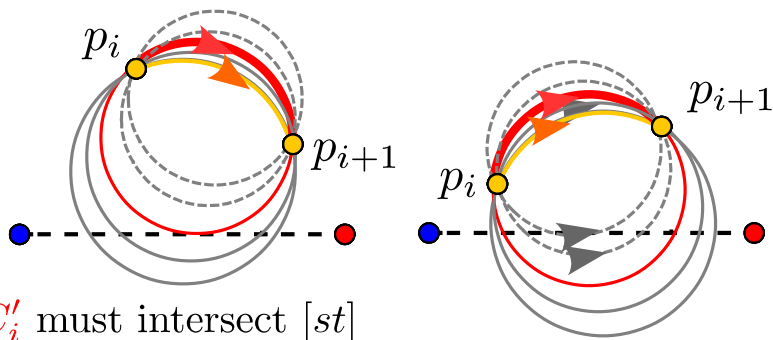 p_i
p_{i+1}
p_i
p_{i+1}
C'_i must intersect [st]